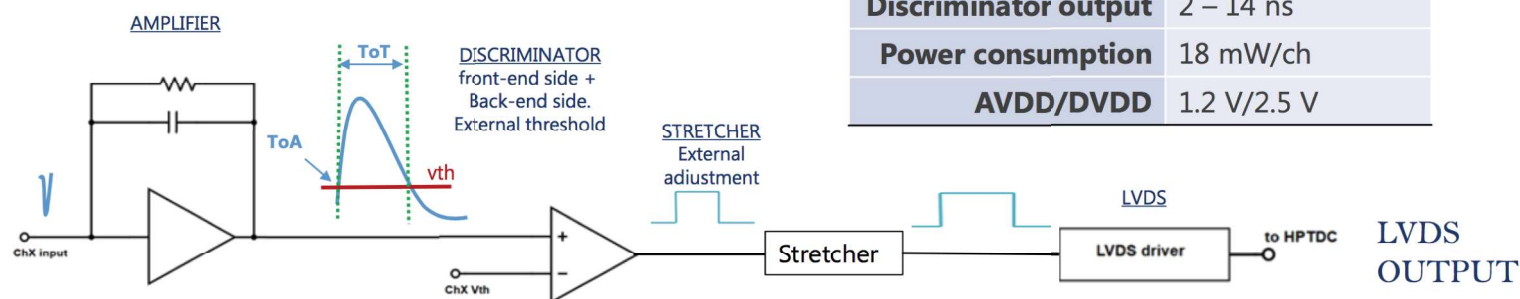 AMPLIFIER
ToT
DISCRIMINATOR
front-end side +
Back-end side.
External threshold
ToA
vth
STRETCHER
External
adiustment
Discriminator output 2 – 14 ns
Power consumption 18 mW/ch
AVDD/DVDD 1.2 V/2.5 V
LVDS
ChX input
+
−
ChX Vth
Stretcher
LVDS driver
to HPTDC
LVDS
OUTPUT